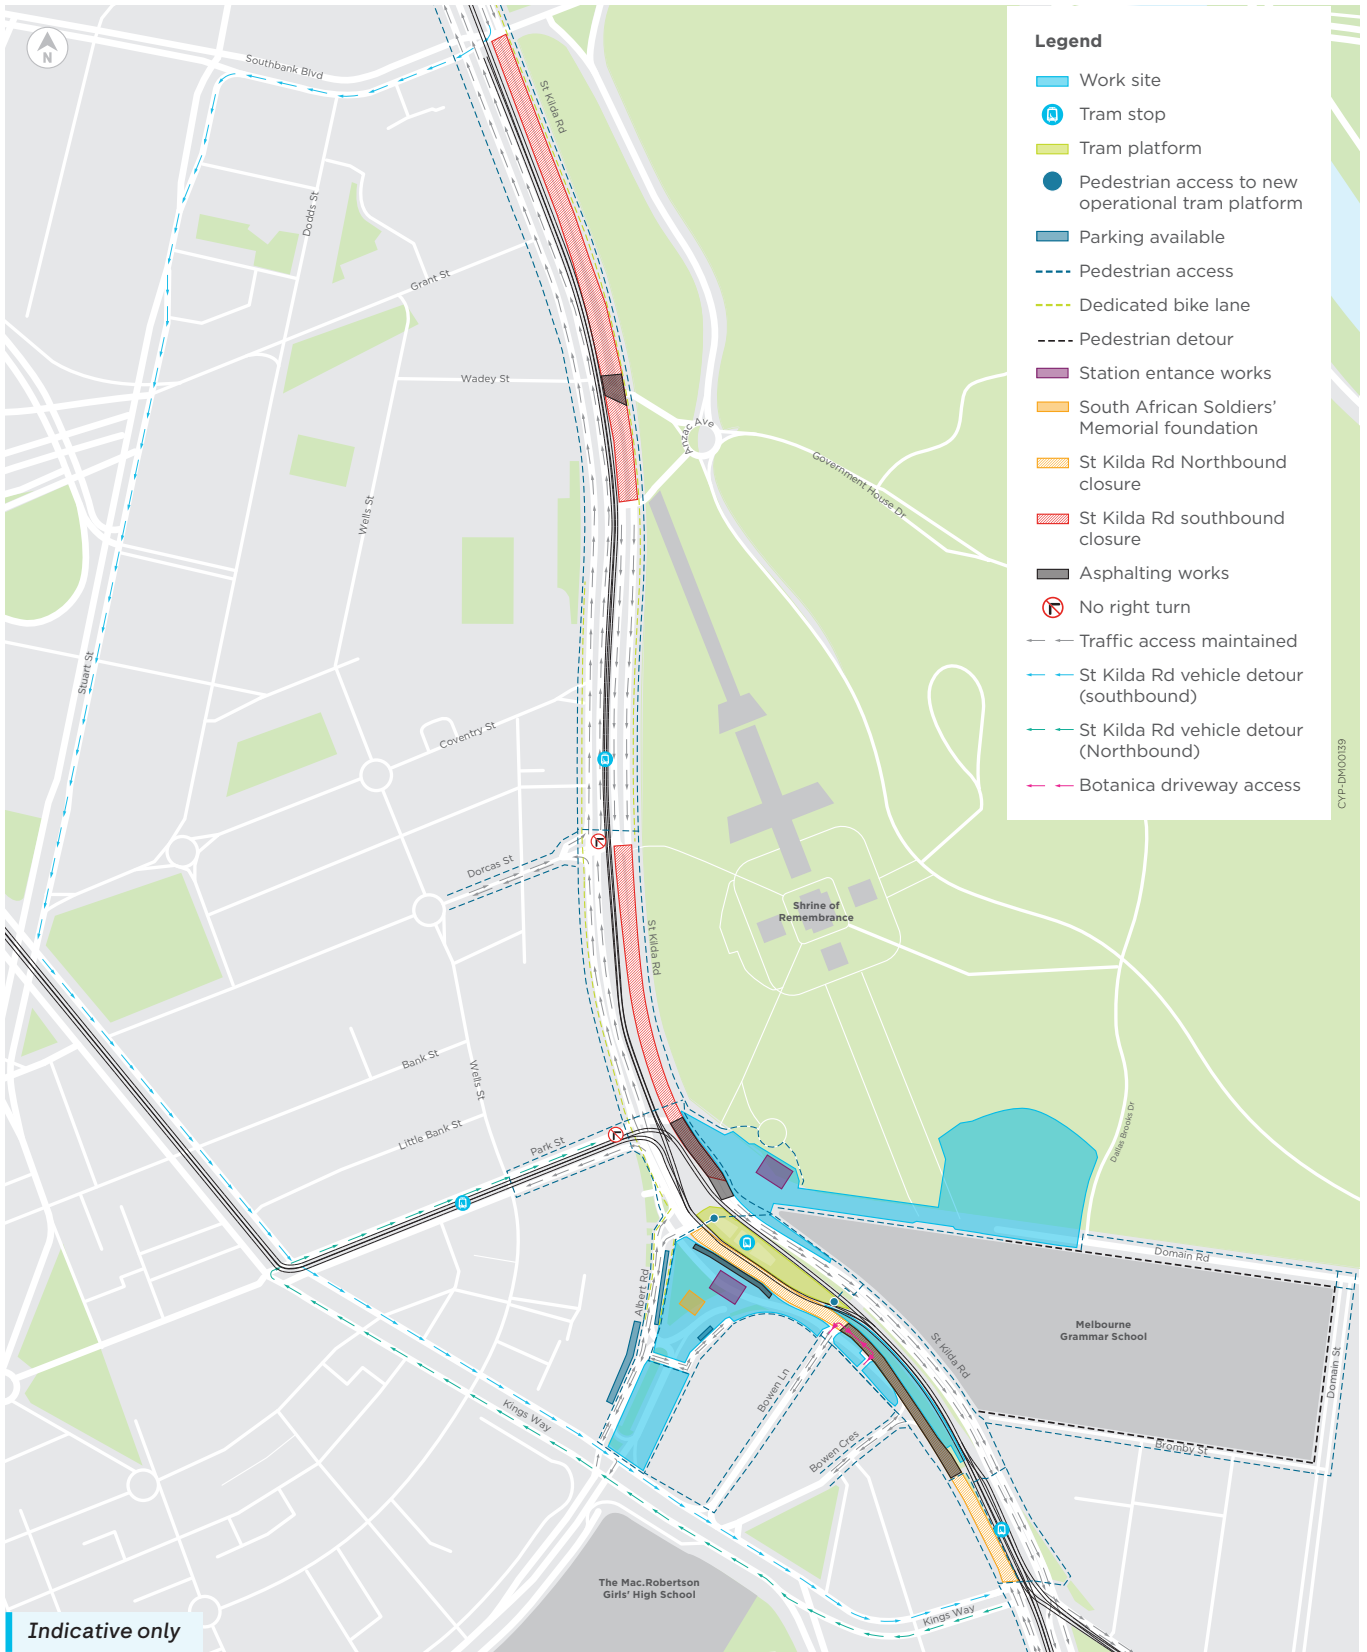 N
Southbank Blvd
St Kilda Rd
Dodds St
Grant St
Wadey St
Anzac Ave
Government House Dr
Wells St
Stuart St
Coventry St
Dorcas St
Shrine of
Remembrance
St Kilda Rd
Bank St
Wells St
Little Bank St
Park St
Dallas Brooks Dr
Domain Rd
Albert Rd
Melbourne
Grammar School
St Kilda Rd
Domain St
Bowen Ln
Kings Way
Bowen Cres
Bromby St
The Mac.Robertson
Girls' High School
Kings Way
Indicative only
Legend
Work site
Tram stop
Tram platform
Pedestrian access to new
operational tram platform
Parking available
Pedestrian access
Dedicated bike lane
Pedestrian detour
Station entance works
South African Soldiers'
Memorial foundation
St Kilda Rd Northbound
closure
St Kilda Rd southbound
closure
Asphalting works
No right turn
Traffic access maintained
St Kilda Rd vehicle detour
(southbound)
St Kilda Rd vehicle detour
(Northbound)
Botanica driveway access
CYP-DM00139